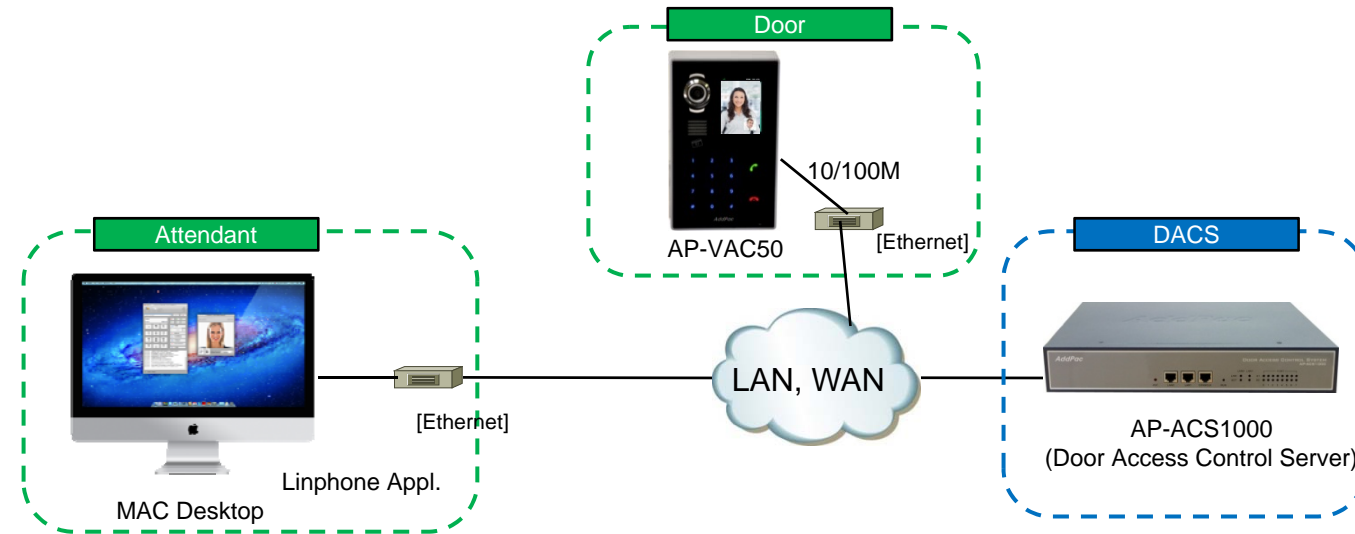 Door
10/100M
AP-VAC50
[Ethernet]
Attendant
[Ethernet]
Linphone Appl.
MAC Desktop
LAN, WAN
DACS
AddPac
AP-ACS1000
(Door Access Control Server)